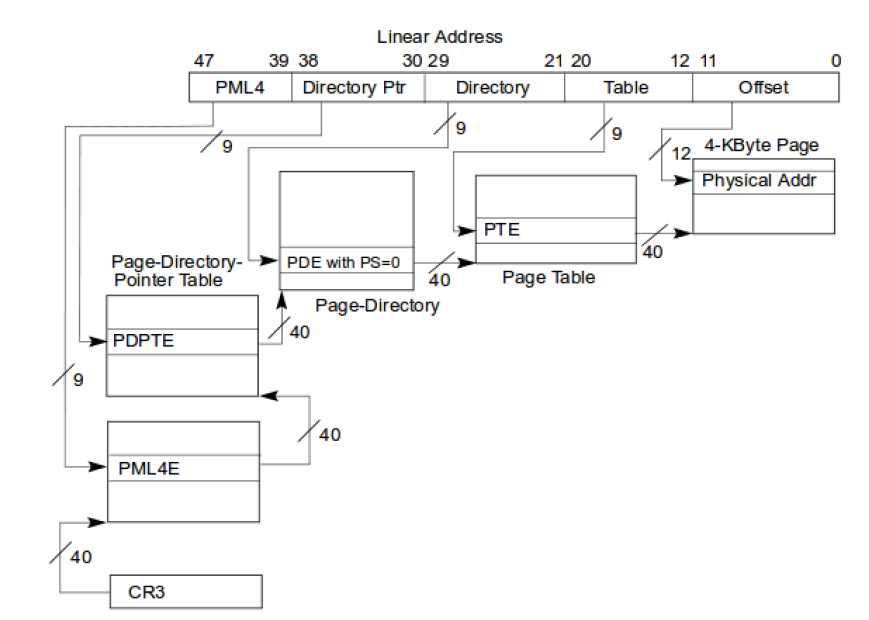 Linear Address
47 39 38 30 29 21 20 12 11 0
PML4 Directory Ptr Directory Table Offset
9 9 9 9 12
4-KByte Page
Physical Addr
PTE
40
Page Table
PDE with PS=0
40
Page-Directory
Page-Directory-
Pointer Table
PDPTE
40
9
PML4E
40
40
CR3